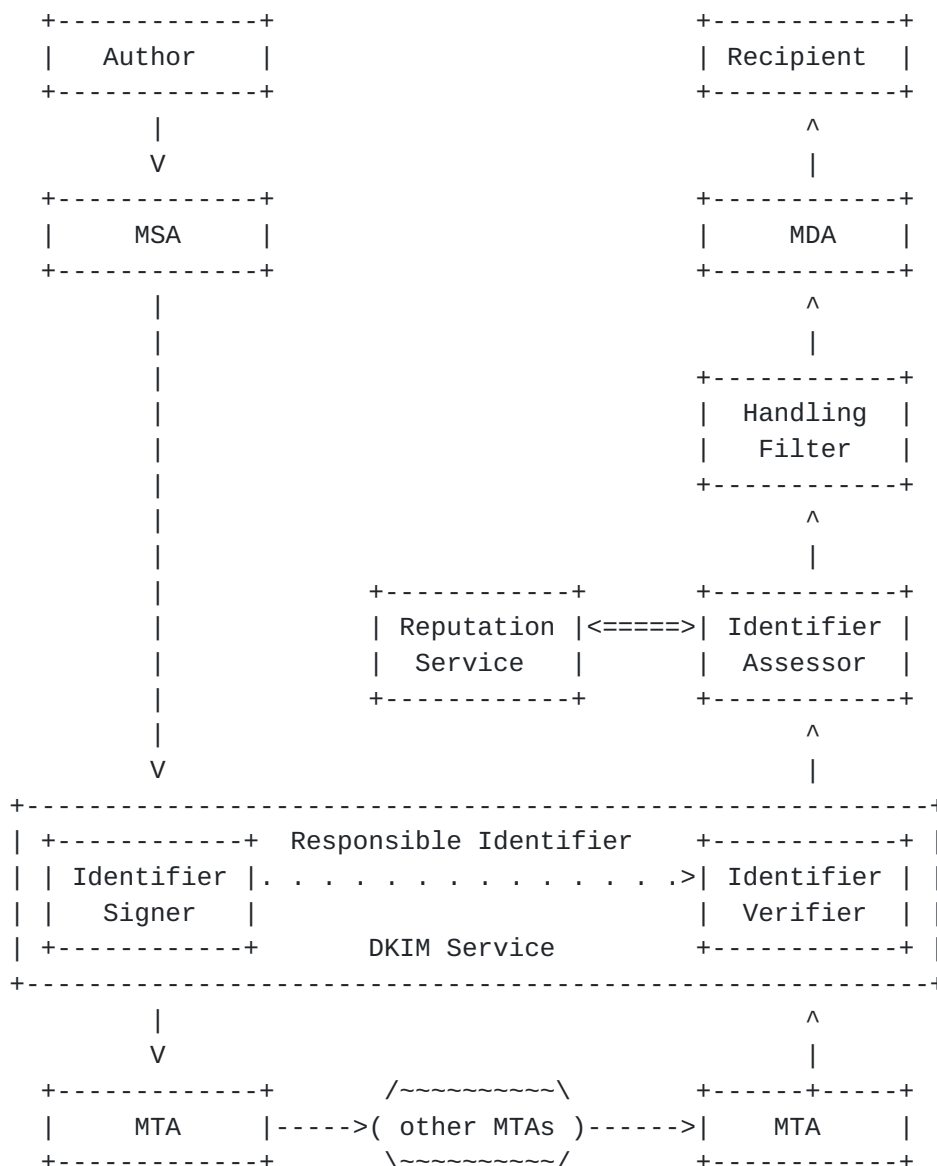 Author Recipient
MSA MDA
Handling
Filter
Reputation Identifier
Service Assessor
Responsible Identifier
Identifier Identifier
Signer Verifier
DKIM Service
MTA other MTAs MTA